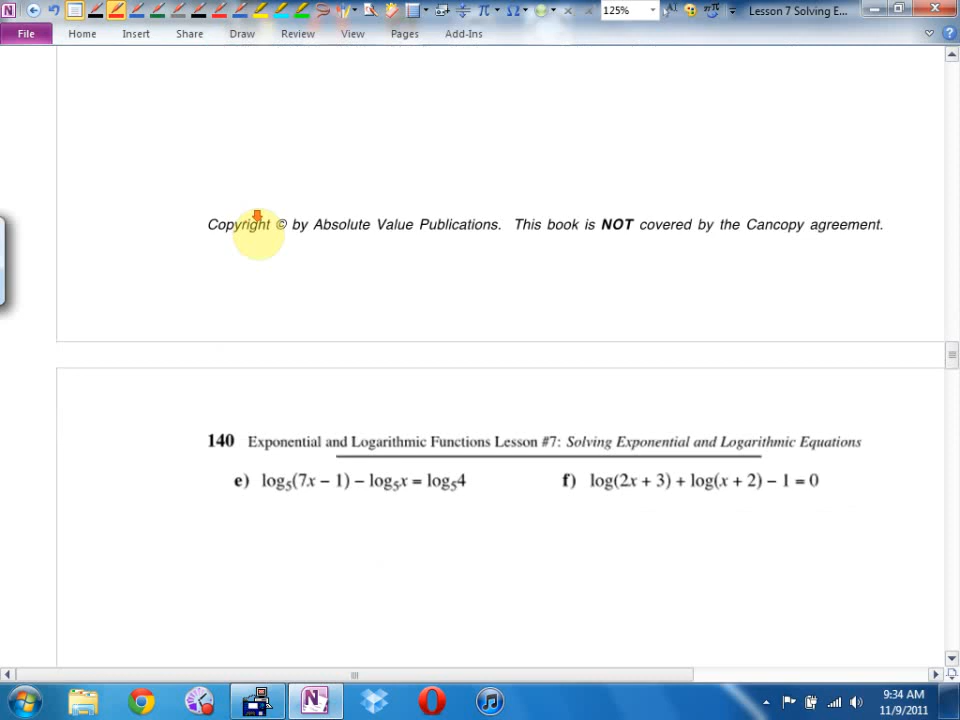 125%
Lesson 7 Solving E...
File Home Insert Share Draw Review View Pages Add-Ins
Copyright © by Absolute Value Publications. This book is NOT covered by the Cancopy agreement.
140 Exponential and Logarithmic Functions Lesson #7: Solving Exponential and Logarithmic Equations
e) log₅(7x − 1) − log₅x = log₅4 f) log(2x + 3) + log(x + 2) − 1 = 0
9:34 AM
11/9/2011